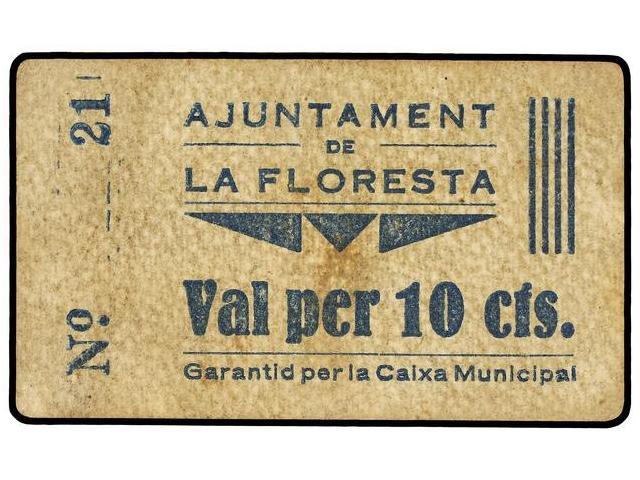 Nº 21
AJUNTAMENT
DE
LA FLORESTA
Val per 10 cts.
Garantid per la Caixa Municipal